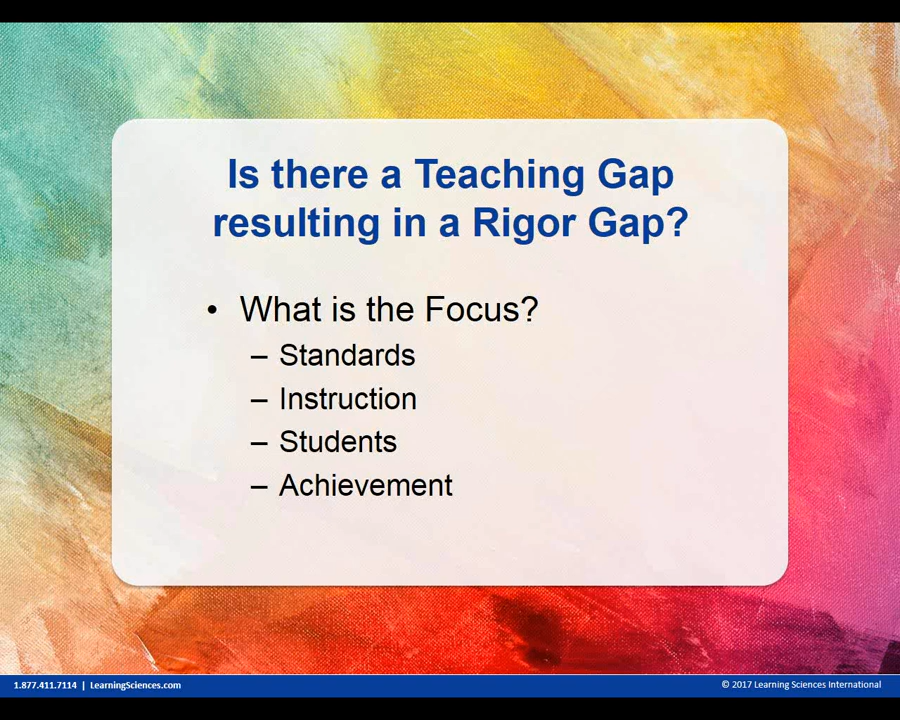 Is there a Teaching Gap
resulting in a Rigor Gap?
• What is the Focus?
– Standards
– Instruction
– Students
– Achievement
1.877.411.7114 | LearningSciences.com
© 2017 Learning Sciences International